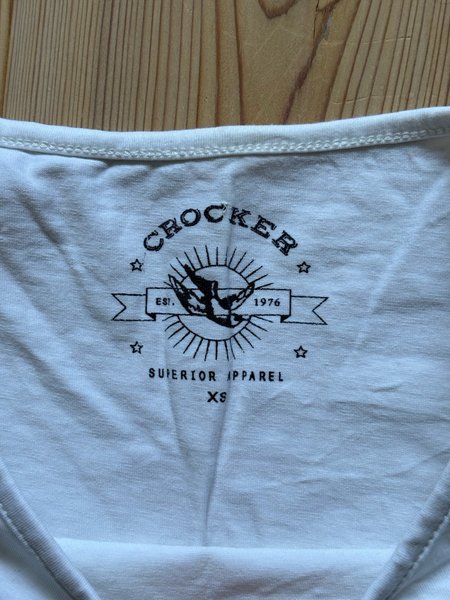 CROCKER
EST. 1976
SUPERIOR APPAREL
XS